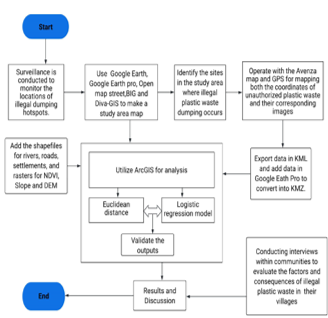 Start
Surveillance is
conducted to
monitor the
locations of
illegal dumping
hotspots.
Use Google Earth,
Google Earth pro, Open
map street,BIG and
Diva-GIS to make a
study area map
Identify the sites
in the study area
where illegal
plastic waste
dumping occurs
Operate with the Avenza
map and GPS for mapping
both the coordinates of
unauthorized plastic waste
and their corresponding
images
Add the shapefiles
for rivers, roads,
settlements, and
rasters for NDVI,
Slope and DEM
Utilize ArcGIS for analysis
Euclidean
distance
Logistic
regression model
Validate the
outputs
Export data in KML
and add data in
Google Eath Pro to
convert into KMZ.
Conducting interviews
within communities to
evaluate the factors and
consequences of illegal
plastic waste in their
villages
Results and
Discussion
End